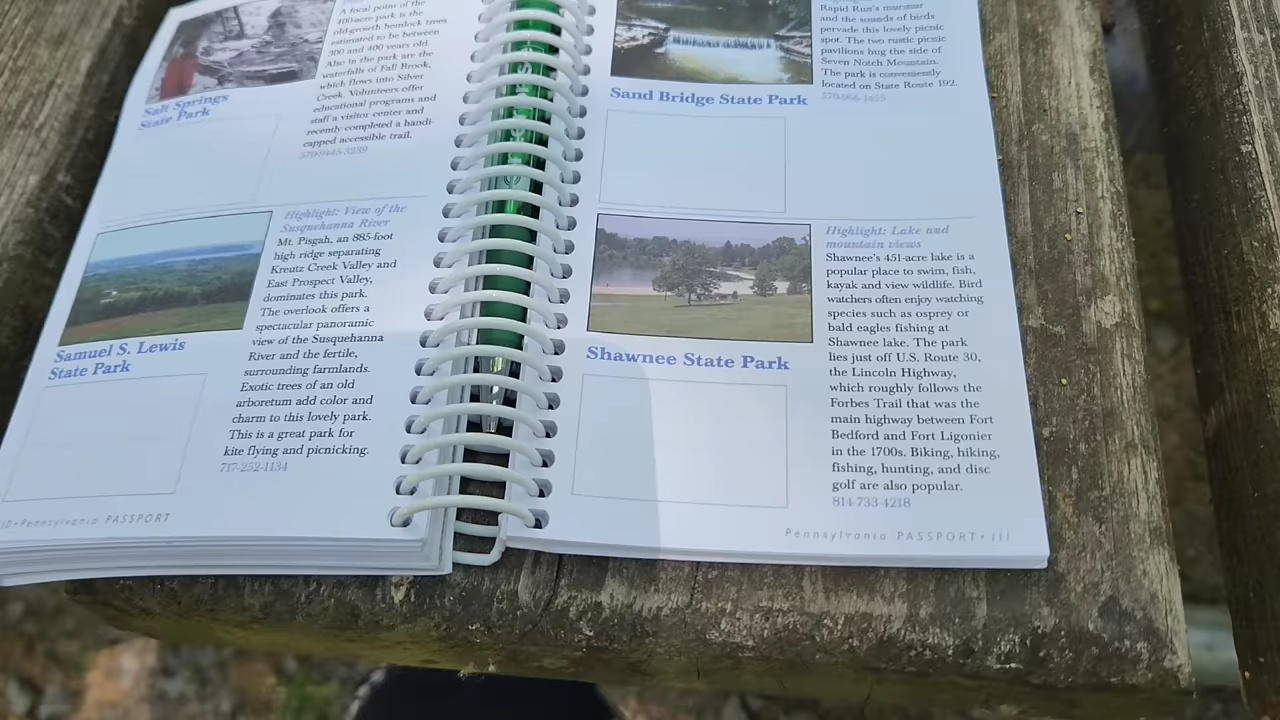 A focal point of the
400-acre park is the
old-growth hemlock trees
estimated to be between
300 and 400 years old.
Also in the park are the
waterfalls of Fall Brook,
which flows into Silver
Creek. Volunteers offer
educational programs and
staff a visitor center and
recently completed a handi-
capped accessible trail.
570-9445-3239
Salt Springs
State Park
Highlight: View of the
Susquehanna River
Mt. Pisgah, an 885-foot
high ridge separating
Kreutz Creek Valley and
East Prospect Valley,
dominates this park.
The overlook offers a
spectacular panoramic
view of the Susquehanna
River and the fertile,
surrounding farmlands.
Exotic trees of an old
arboretum add color and
charm to this lovely park.
This is a great park for
kite flying and picnicking.
717-252-1134
Samuel S. Lewis
State Park
Pennsylvania PASSPORT
Rapid Run's murmur
and the sounds of birds
pervade this lovely picnic
spot. The two rustic picnic
pavilions hug the side of
Seven Notch Mountain.
The park is conveniently
located on State Route 192.
570-966-1455
Sand Bridge State Park
Highlight: Lake and
mountain views
Shawnee's 451-acre lake is a
popular place to swim, fish,
kayak and view wildlife. Bird
watchers often enjoy watching
species such as osprey or
bald eagles fishing at
Shawnee lake. The park
lies just off U.S. Route 30,
the Lincoln Highway,
which roughly follows the
Forbes Trail that was the
main highway between Fort
Bedford and Fort Ligonier
in the 1700s. Biking, hiking,
fishing, hunting, and disc
golf are also popular.
814-733-4218
Shawnee State Park
Pennsylvania PASSPORT • 111